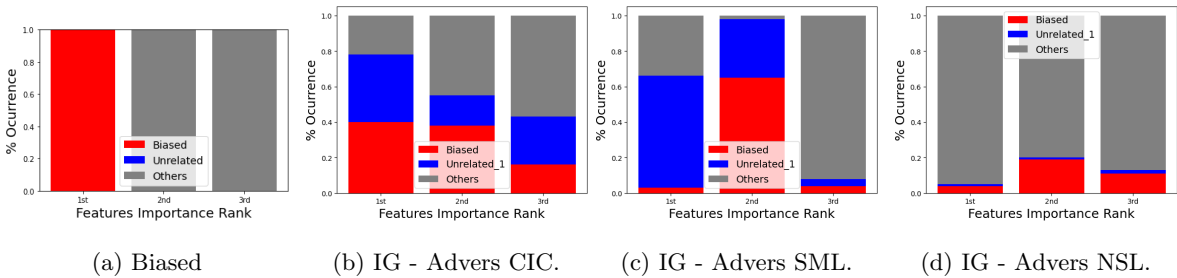 % Ocurrence
1.0
0.8
0.6
0.4
0.2
0.0
Biased
Unrelated
Others
1st
2nd
3rd
Features Importance Rank
(a) Biased
% Ocurrence
1.0
0.8
0.6
0.4
0.2
0.0
Biased
Unrelated_1
Others
1st
2nd
3rd
Features Importance Rank
(b) IG - Advers CIC.
% Ocurrence
1.0
0.8
0.6
0.4
0.2
0.0
Biased
Unrelated_1
Others
1st
2nd
3rd
Features Importance Rank
(c) IG - Advers SML.
% Ocurrence
1.0
0.8
0.6
0.4
0.2
0.0
Biased
Unrelated_1
Others
1st
2nd
3rd
Features Importance Rank
(d) IG - Advers NSL.